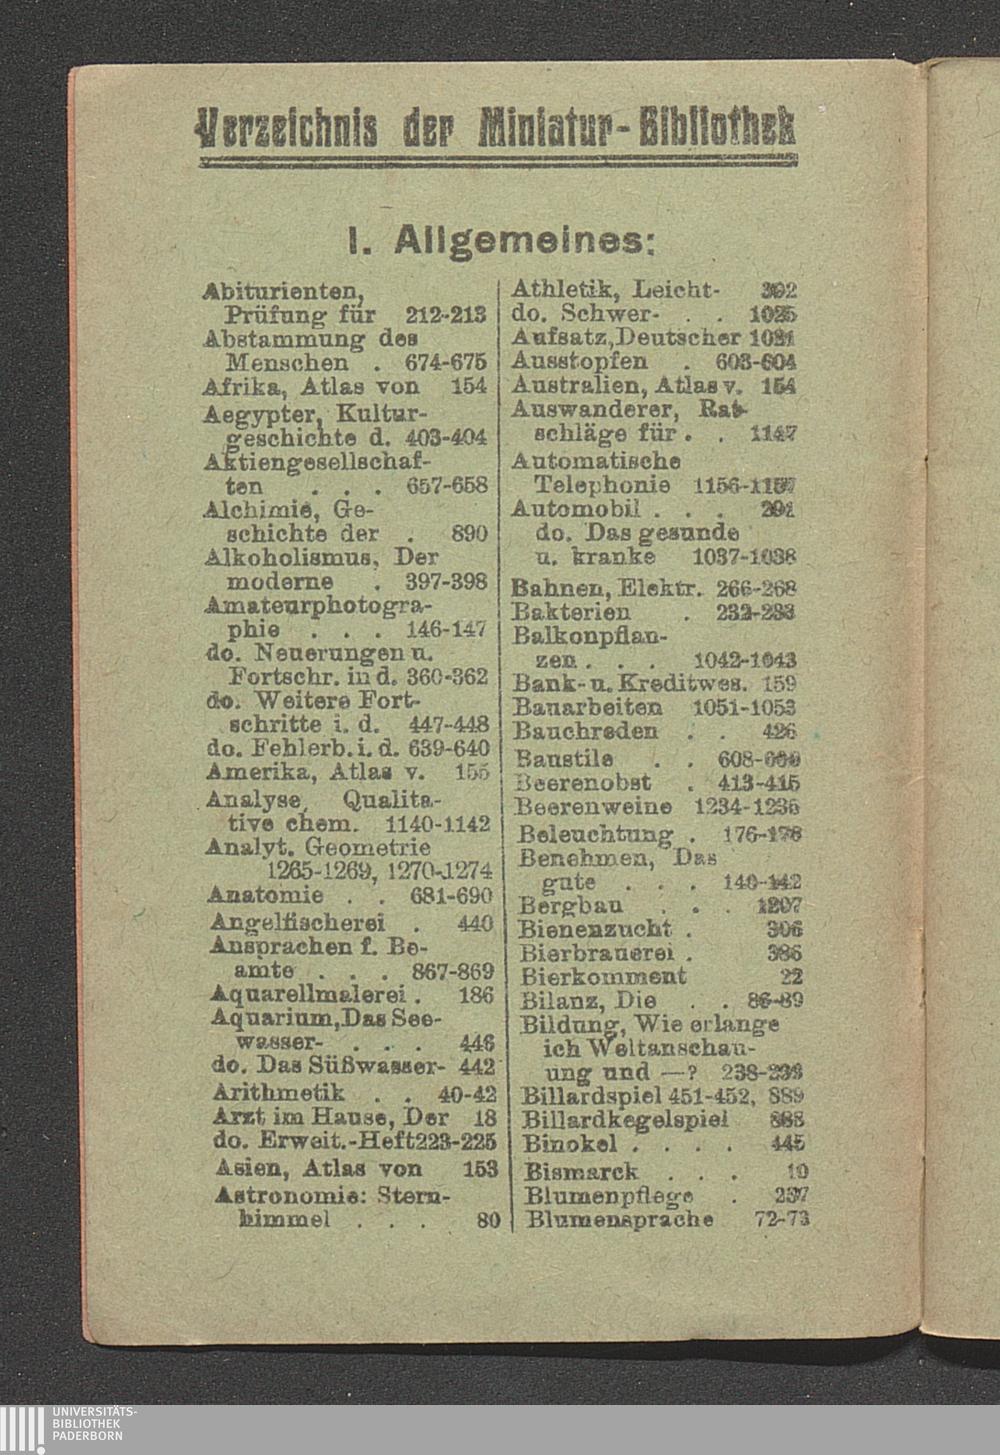 Verzeichnis der Miniatur-Bibliothek
I. Allgemeines:
Abiturienten,
Prüfung für 212-213
Abstammung des
Menschen . 674-675
Afrika, Atlas von 154
Aegypter, Kultur-
geschichte d. 403-404
Aktiengesellschaf-
ten . . . 657-658
Alchimie, Ge-
schichte der . 890
Alkoholismus, Der
moderne . 397-398
Amateurphotogra-
phie . . . 146-147
do. Neuerungen u.
Fortschr. in d. 360-362
do. Weitere Fort-
schritte i. d. 447-448
do. Fehlerb. i. d. 639-640
Amerika, Atlas v. 155
Analyse, Qualita-
tive chem. 1140-1142
Analyt. Geometrie
1265-1269, 1270-1274
Anatomie . . 681-690
Angelfischerei . 440
Ansprachen f. Be-
amte . . . 867-869
Aquarellmalerei . 186
Aquarium, Das See-
wasser- . . . 446
do. Das Süßwasser- 442
Arithmetik . . 40-42
Arzt im Hause, Der 18
do. Erweit.-Heft 223-225
Asien, Atlas von 153
Astronomie: Stern-
himmel . . . 80
Athletik, Leicht-
do. Schwer- . .
Aufsatz, Deutscher
Ausstopfen . 603-604
Australien, Atlas v. 154
Auswanderer, Rat-
schläge für . . 1147
Automatische
Telephonie 1156-1157
Automobil . . .
do. Das gesunde
u. kranke 1037-1038
Bahnen, Elektr. 266-268
Bakterien . 232-233
Balkonpflan-
zen . . . 1042-1043
Bank- u. Kreditwes. 159
Bauarbeiten 1051-1053
Bauchreden . . 426
Baustile . . 608-609
Beerenobst . 413-415
Beerenweine 1234-1235
Beleuchtung . 176-178
Benehmen, Das
gute . . . 140-142
Bergbau . . . 1207
Bienenzucht . 306
Bierbrauerei . 386
Bierkomment 22
Bilanz, Die . . 86-89
Bildung, Wie erlange
ich Weltanschau-
ung und —? 238-239
Billardspiel 451-452, 889
Billardkegelspiel 888
Binokel . . . . 445
Bismarck . . . 10
Blumenpflege . 237
Blumensprache 72-73
UNIVERSITÄTS-
BIBLIOTHEK
PADERBORN